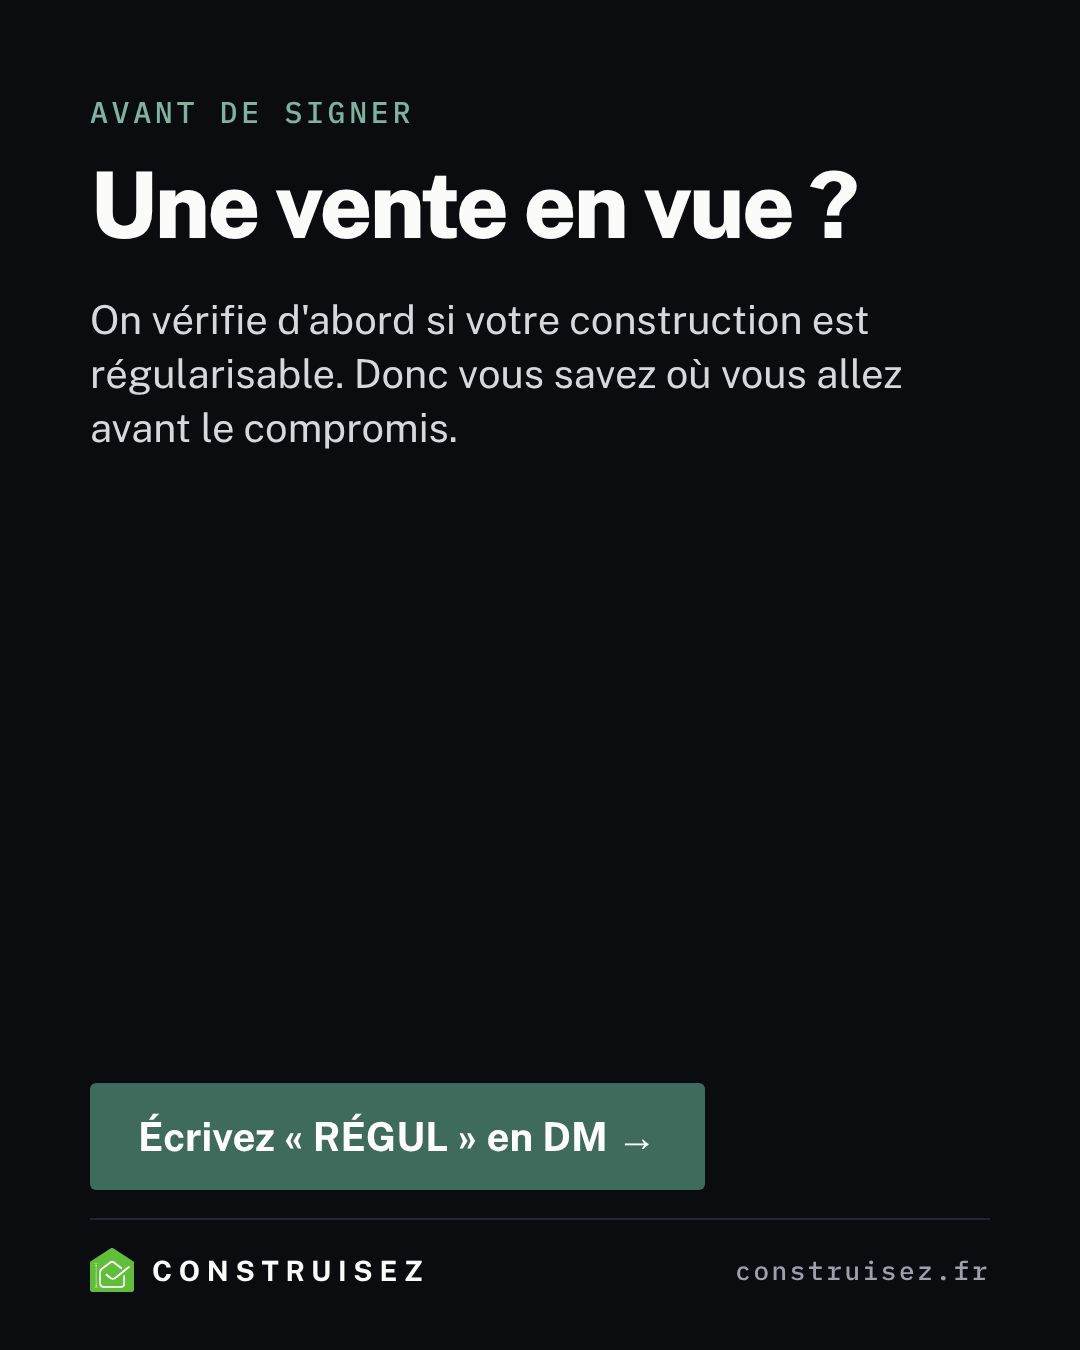 AVANT DE SIGNER
Une vente en vue ?
On vérifie d'abord si votre construction est
régularisable. Donc vous savez où vous allez
avant le compromis.
Écrivez « RÉGUL » en DM →
CONSTRUISEZ
construisez.fr